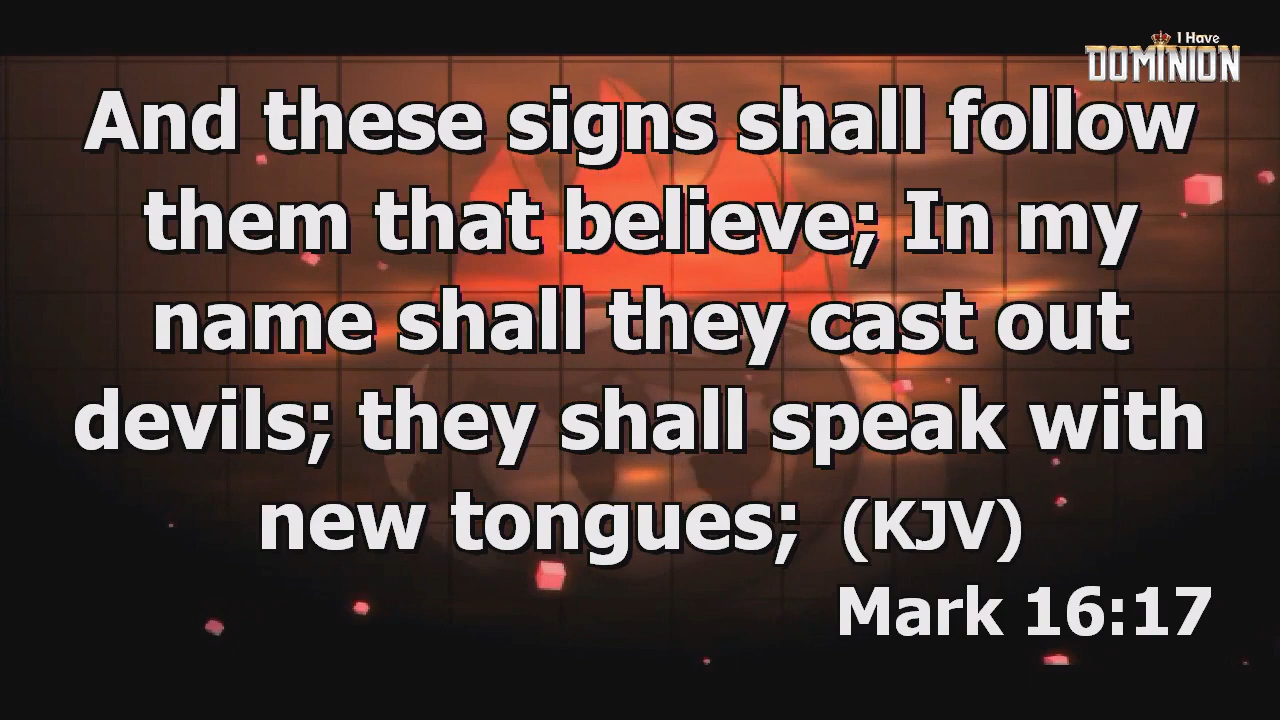 I Have
DOMINION
And these signs shall follow
them that believe; In my
name shall they cast out
devils; they shall speak with
new tongues; (KJV)
Mark 16:17